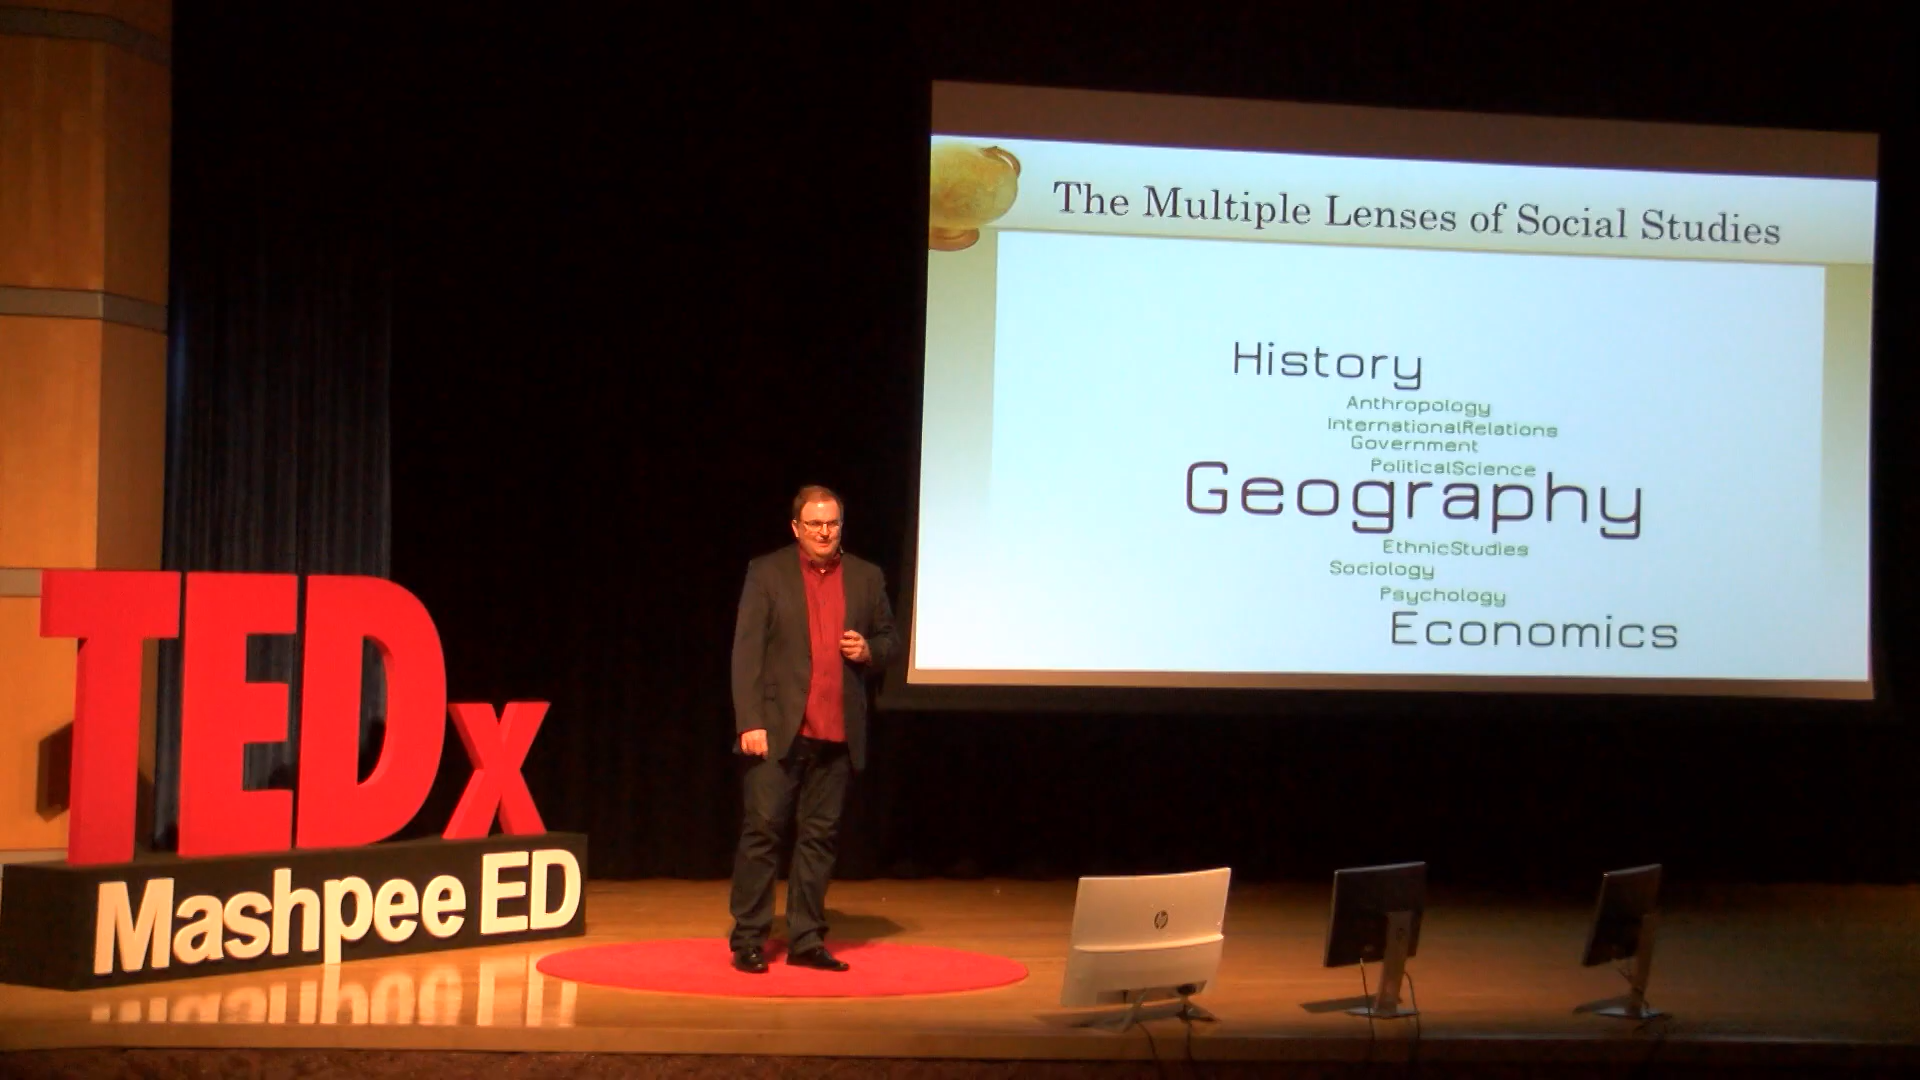 TEDx
Mashpee ED
The Multiple Lenses of Social Studies
History
Anthropology
InternationalRelations
Government
PoliticalScience
Geography
EthnicStudies
Sociology
Psychology
Economics
hp